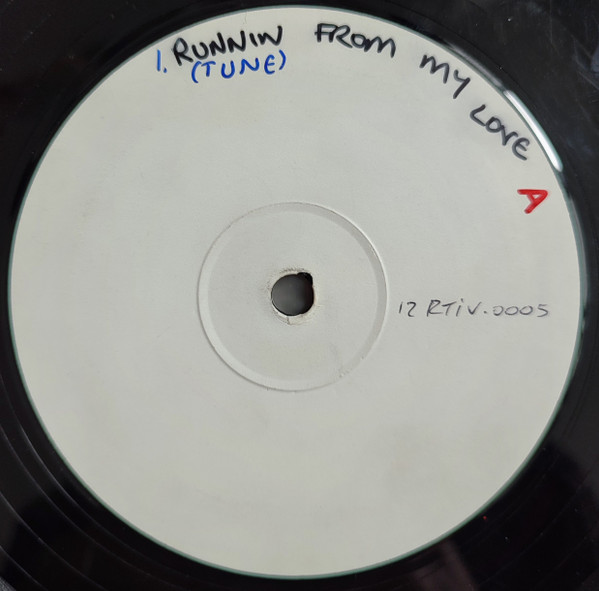 1. RUNNIN FROM MY LOVE
(TUNE)
A
12 RTiV.0005